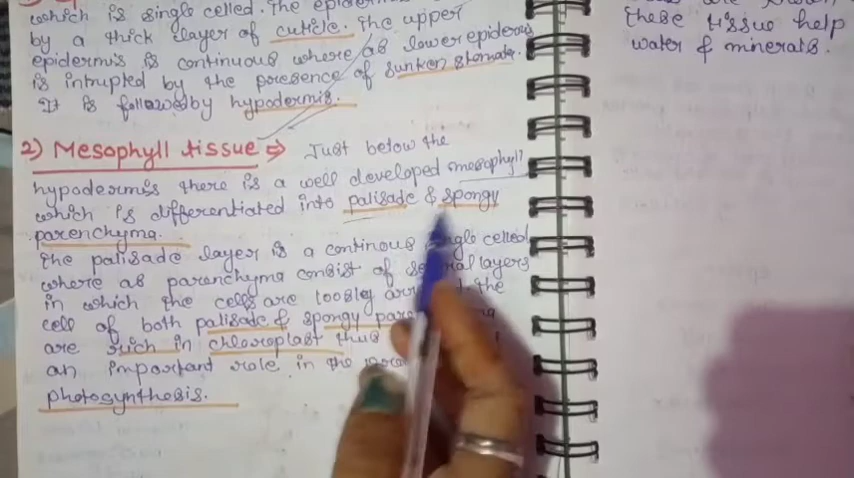 which is single celled. The
by a thick layer of cuticle. The upper
epidermis is continuous where as lower epidermis
is intrupted by the presence of sunken stomata.
It is followed by hypodermis.
2) Mesophyll tissue ⇒ Just below the
hypodermis there is a well developed mesophyll
which is differentiated into palisade & spongy
parenchyma.
The palisade layer is a continous single celled
where as parenchyma consist of several layers
in which the cells are loosley the
cell of both palisade & spongy
are rich in chloroplast thus
an important role in the
photosynthesis.
these tissue help
water & minerals.